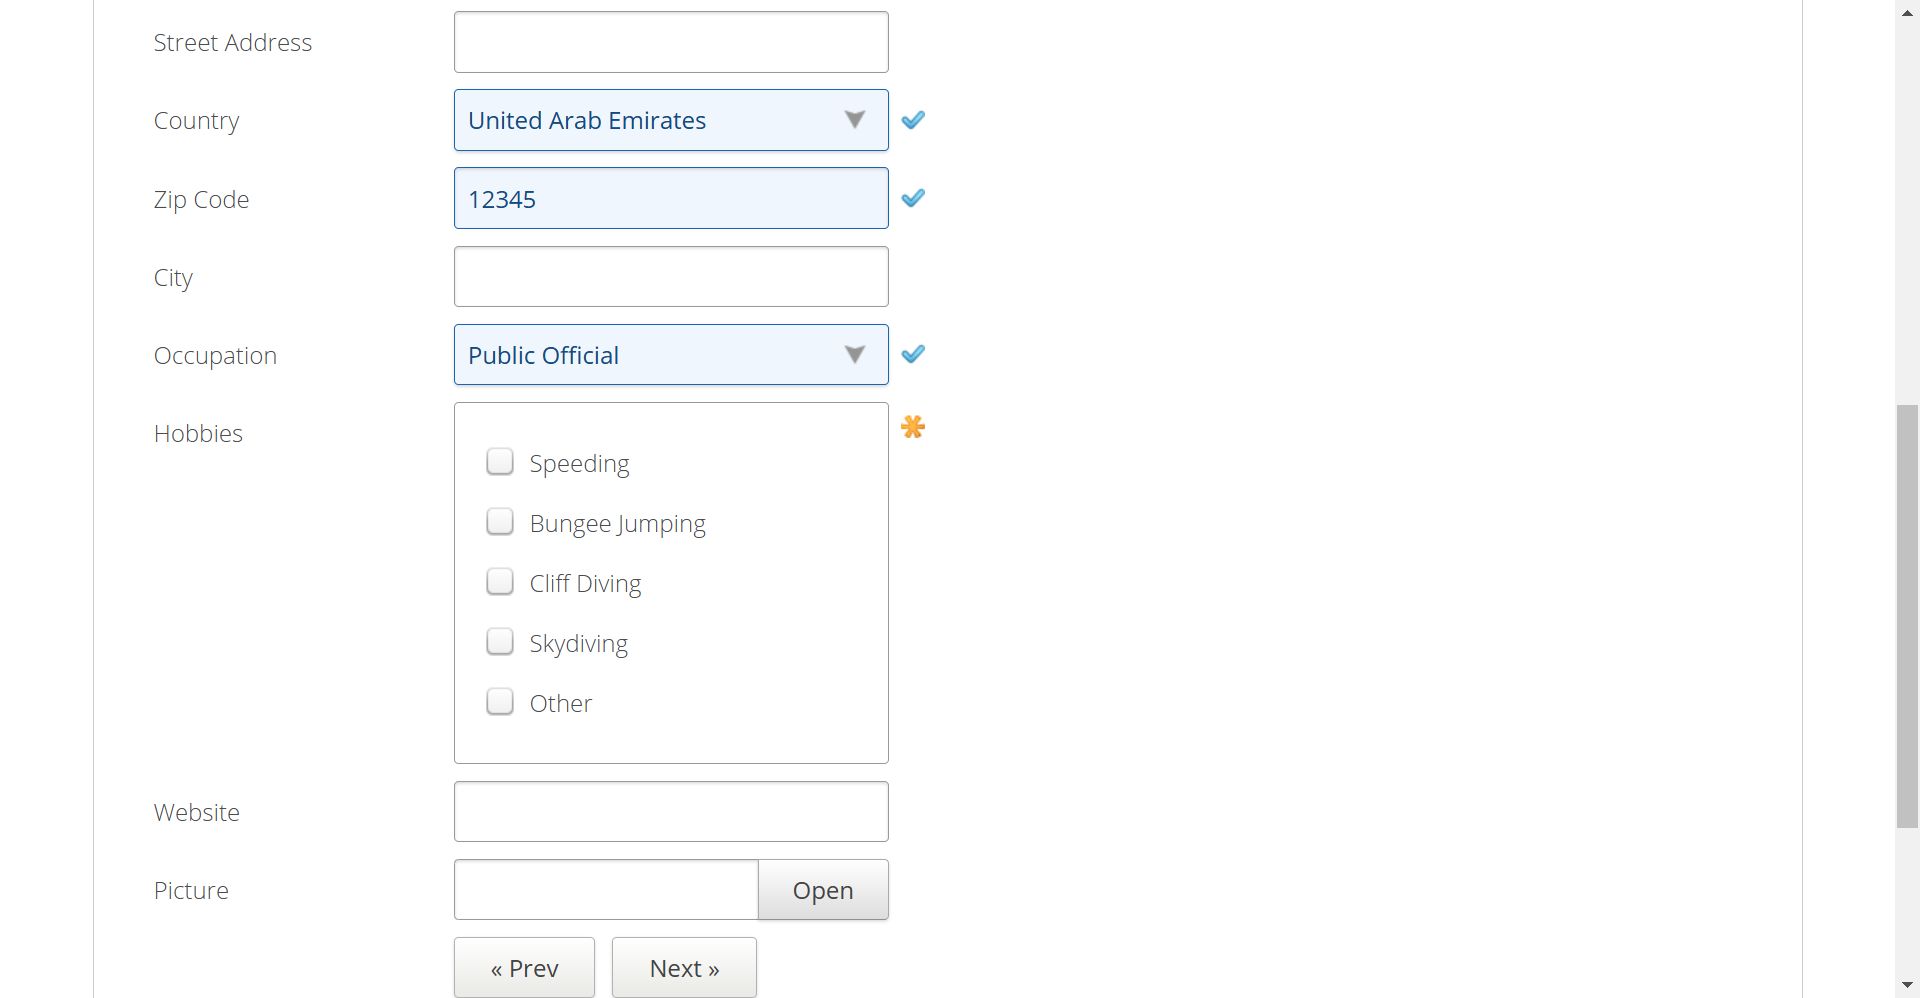 Street Address
Country
United Arab Emirates
Zip Code
12345
City
Occupation
Public Official
Hobbies
Speeding
Bungee Jumping
Cliff Diving
Skydiving
Other
Website
Picture
Open
« Prev
Next »